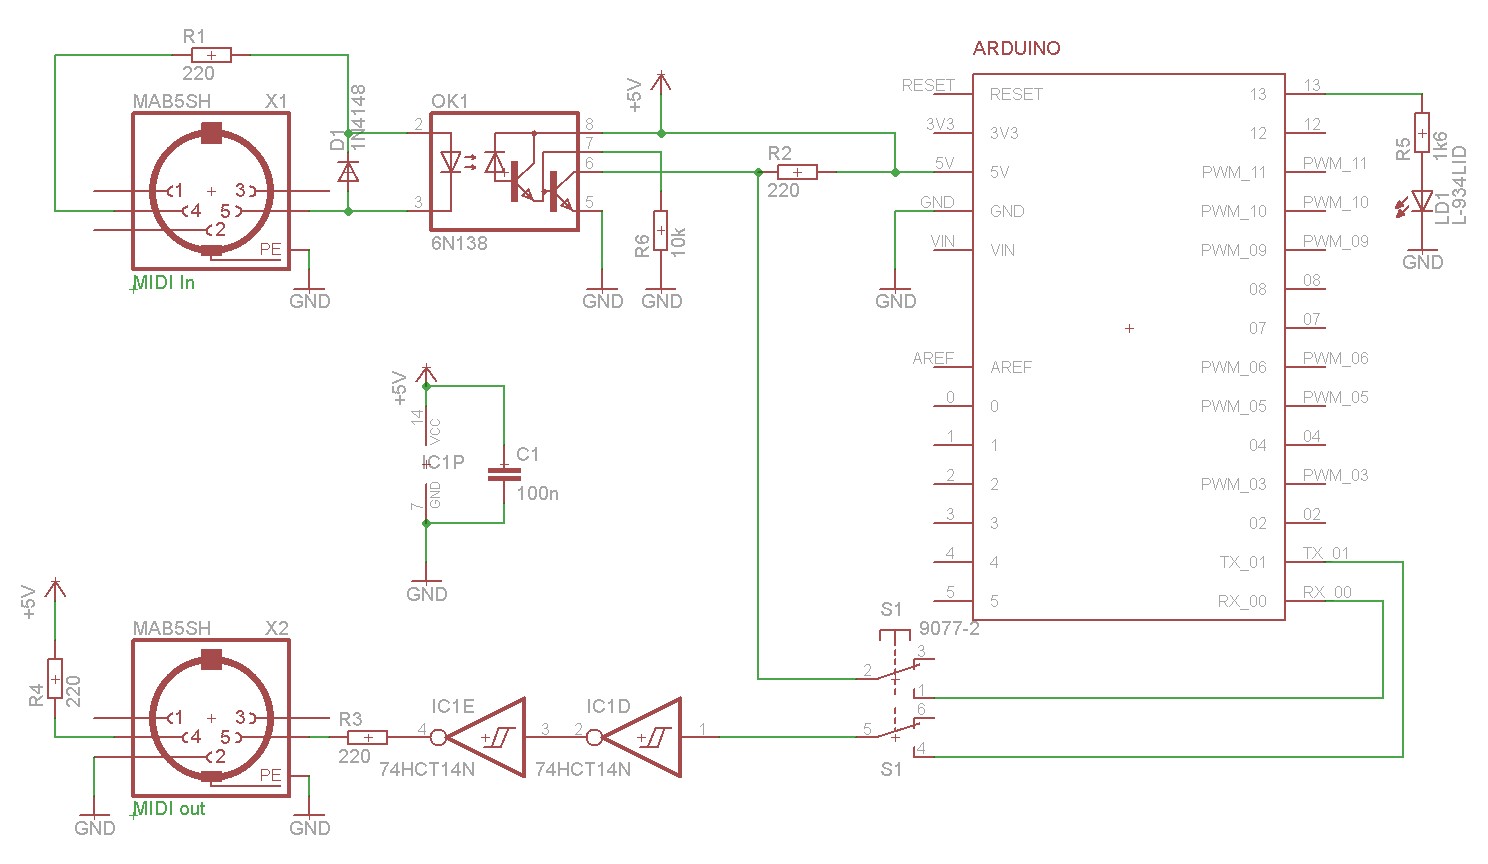 R1
220
MAB5SH X1
1 + 3
4 5
2
PE
MIDI In
GND
D1
1N4148
OK1
2
3
8
7
6
5
6N138
GND
+5V
R6
10k
GND
R2
220
ARDUINO
RESET RESET
3V3 3V3
5V 5V
GND GND
VIN VIN
GND
AREF AREF
0 0
1 1
2 2
3 3
4 4
5 5
13 13
12 12
PWM_11 PWM_11
PWM_10 PWM_10
PWM_09 PWM_09
08 08
07 07
PWM_06 PWM_06
PWM_05 PWM_05
04 04
PWM_03 PWM_03
02 02
TX_01 TX_01
RX_00 RX_00
R5
1k6
LD1
L-934LID
GND
+5V
14
VCC
IC1P
GND
7
C1
100n
GND
+5V
R4
220
MAB5SH X2
1 + 3
4 5
2
PE
MIDI out
GND
GND
R3
220
IC1E
4 3
74HCT14N
IC1D
2 1
74HCT14N
S1
9077-2
2 3
1
5 6
4
S1